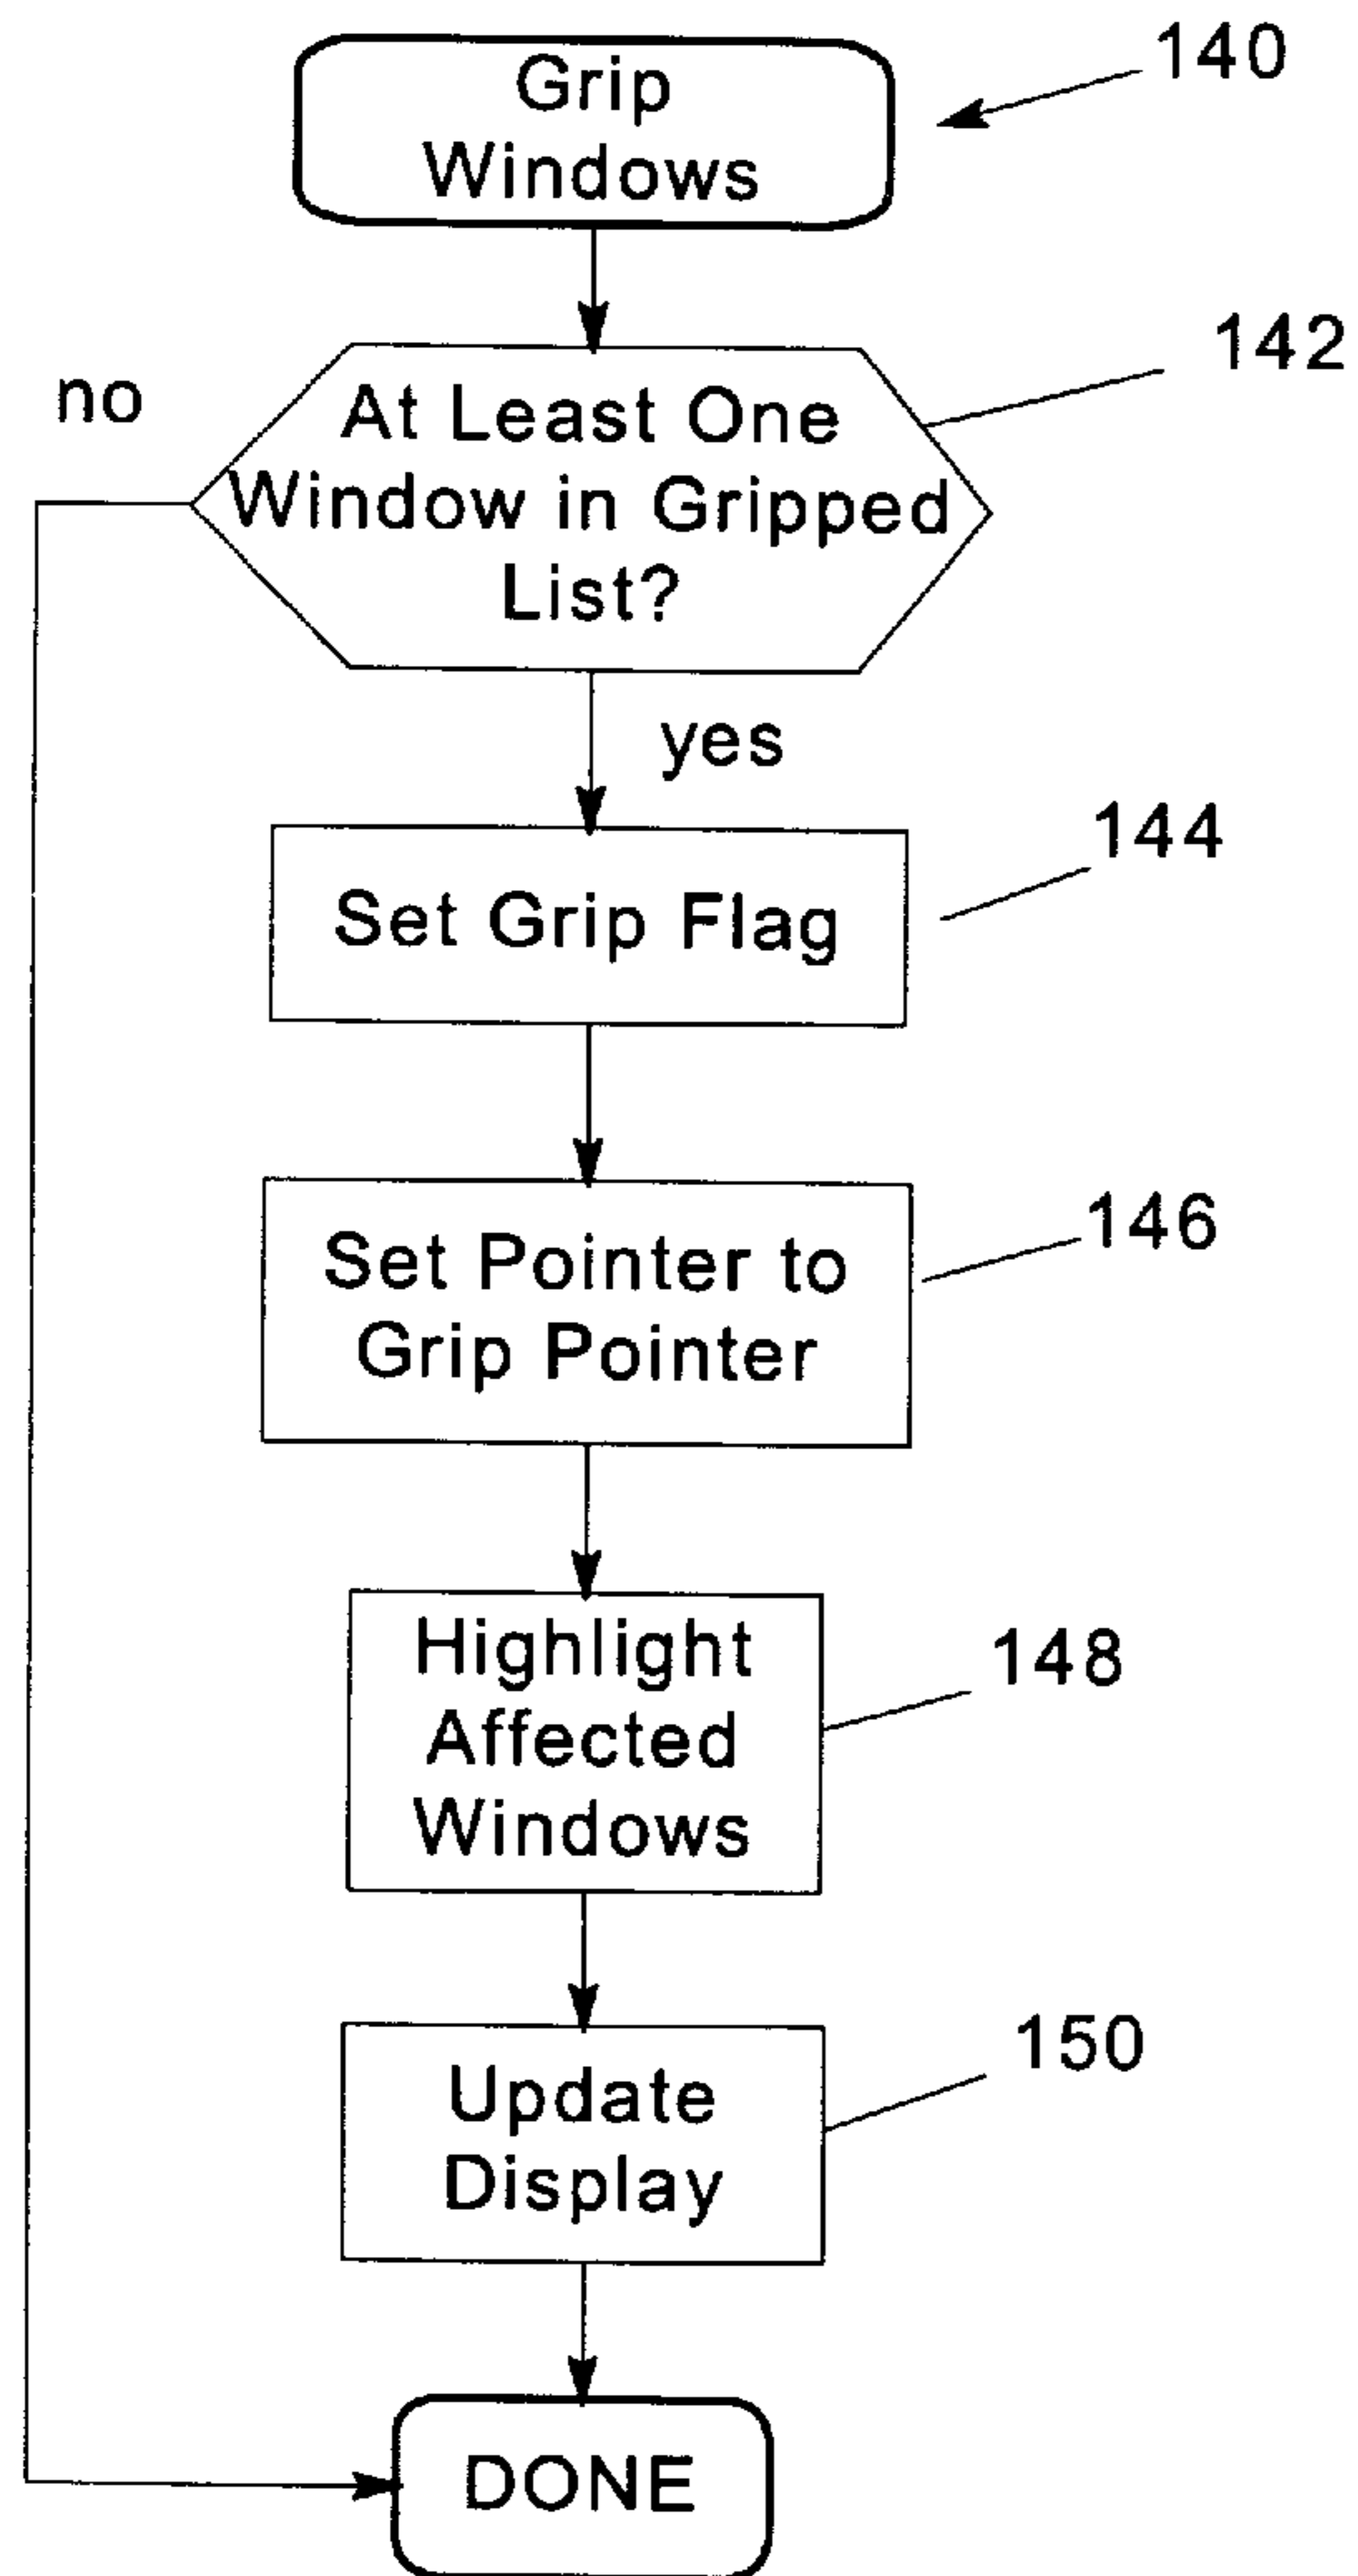 Grip
Windows
140
142
no
At Least One
Window in Gripped
List?
yes
144
Set Grip Flag
146
Set Pointer to
Grip Pointer
148
Highlight
Affected
Windows
150
Update
Display
DONE